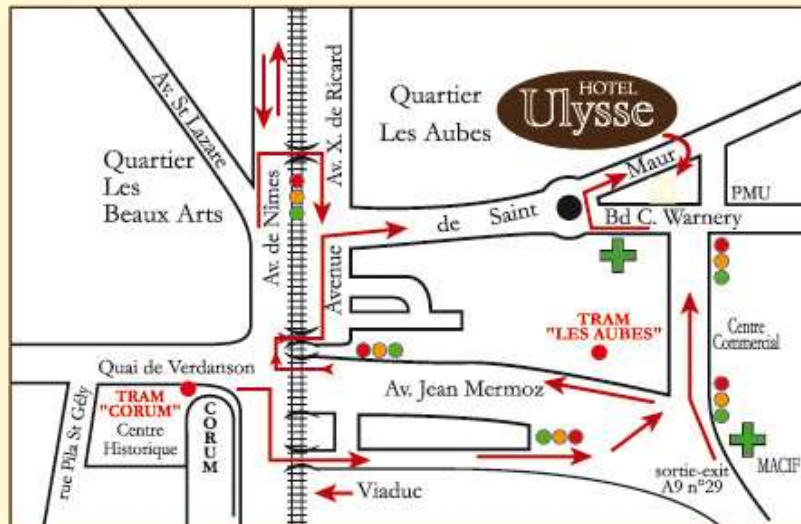 HOTEL
Ulysse
Av. St Lazare
Av. X. de Ricard
Quartier
Les Aubes
Quartier
Les
Beaux Arts
Maur
PMU
de Saint
Bd C. Warnery
Av. de Nîmes
Avenue
TRAM
"LES AUBES"
Centre
Commercial
Quai de Verdanson
Av. Jean Mermoz
TRAM
"CORUM"
Centre
Historique
CORUM
rue Pila St Gély
sortie-exit
A9 n°29
MACIF
Viaduc